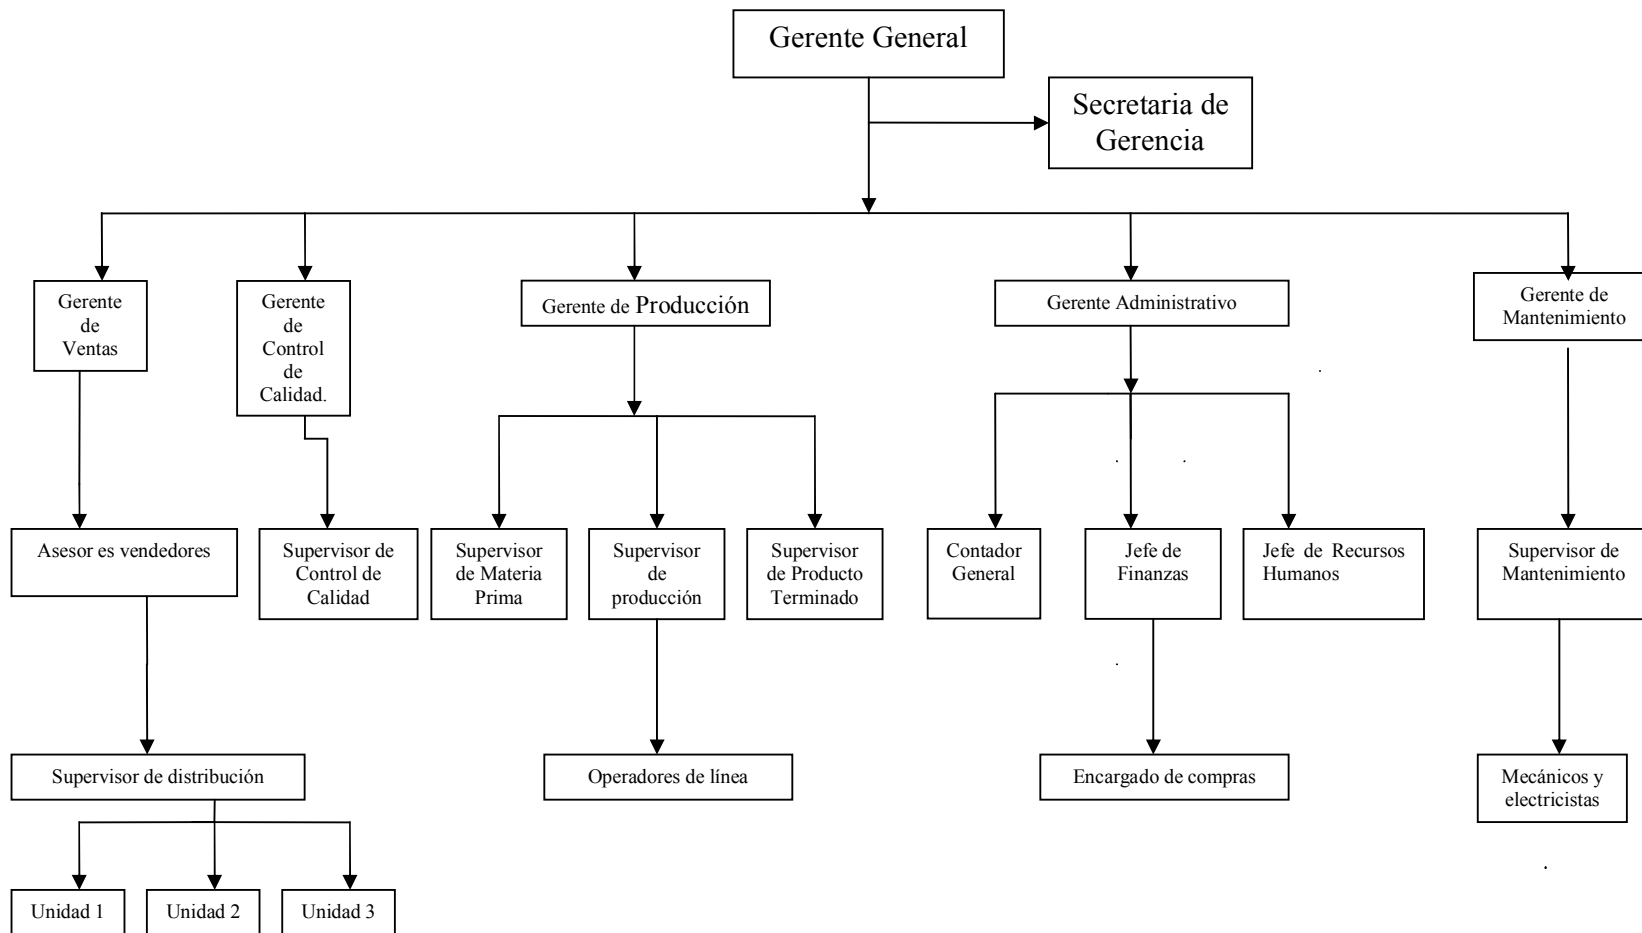 Gerente General
Secretaria de
Gerencia
Gerente
de
Ventas
Gerente
de
Control
de
Calidad.
Gerente de Producción
Gerente Administrativo
Gerente de
Mantenimiento
Asesor es vendedores
Supervisor de
Control de
Calidad
Supervisor
de Materia
Prima
Supervisor
de
producción
Supervisor
de Producto
Terminado
Contador
General
Jefe de
Finanzas
Jefe de Recursos
Humanos
Supervisor de
Mantenimiento
Supervisor de distribución
Operadores de línea
Encargado de compras
Mecánicos y
electricistas
Unidad 1
Unidad 2
Unidad 3